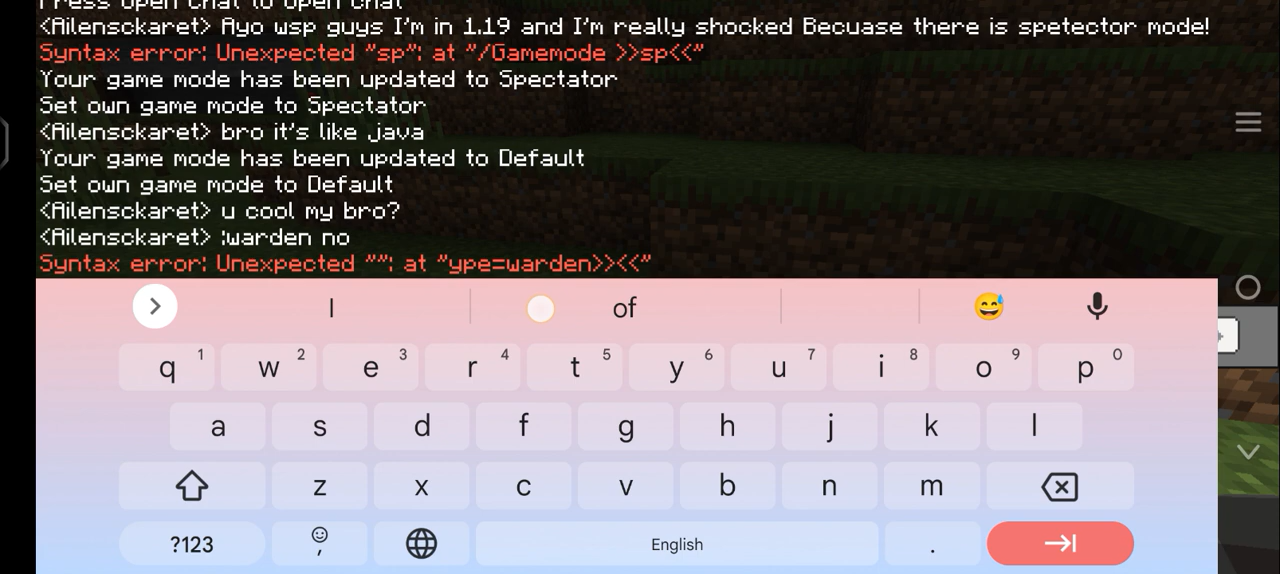 Press open chat to open chat
<Ailensckaret> Ayo wsp guys I'm in 1.19 and I'm really shocked Becuase there is spetector mode!
Syntax error: Unexpected "sp": at "/Gamemode >>sp<<"
Your game mode has been updated to Spectator
Set own game mode to Spectator
<Ailensckaret> bro it's like java
Your game mode has been updated to Default
Set own game mode to Default
<Ailensckaret> u cool my bro?
<Ailensckaret> !warden no
Syntax error: Unexpected "": at "ype=warden>><<"
I of 😅
q 1 w 2 e 3 r 4 t 5 y 6 u 7 i 8 o 9 p 0
a s d f g h j k l
z x c v b n m
?123 , English .